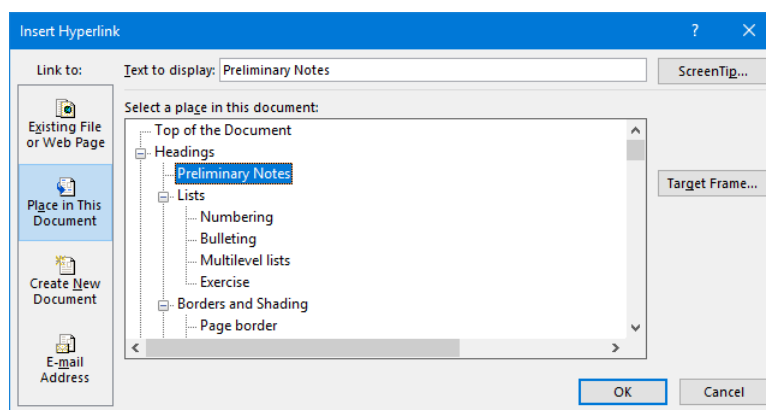 Insert Hyperlink
?
Link to:
Text to display: Preliminary Notes
ScreenTip...
Select a place in this document:
Existing File
or Web Page
Place in This
Document
Create New
Document
E-mail
Address
Top of the Document
Headings
Preliminary Notes
Lists
Numbering
Bulleting
Multilevel lists
Exercise
Borders and Shading
Page border
Target Frame...
OK
Cancel